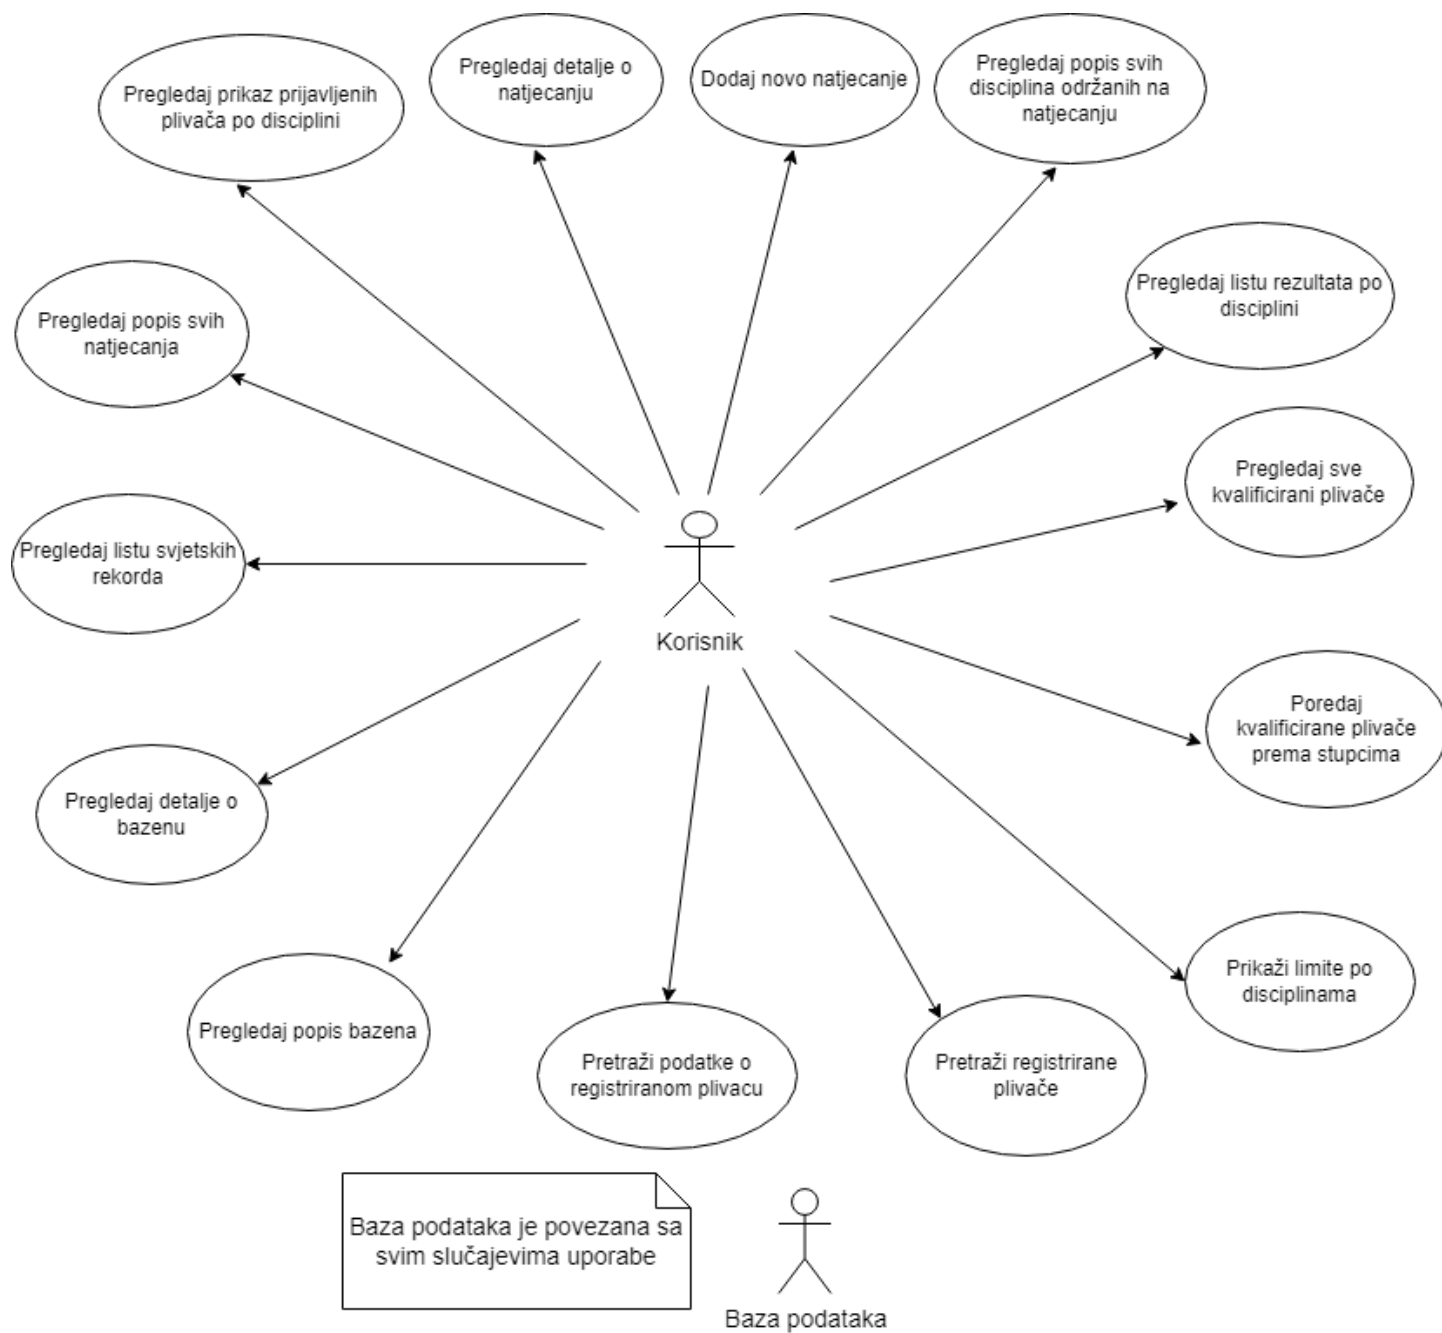 Pregledaj prikaz prijavljenih
plivača po disciplini
Pregledaj detalje o
natjecanju
Dodaj novo natjecanje
Pregledaj popis svih
disciplina održanih na
natjecanju
Pregledaj popis svih
natjecanja
Pregledaj listu rezultata po
disciplini
Pregledaj sve
kvalificirani plivače
Pregledaj listu svjetskih
rekorda
Korisnik
Poredaj
kvalificirane plivače
prema stupcima
Pregledaj detalje o
bazenu
Prikaži limite po
disciplinama
Pregledaj popis bazena
Pretraži podatke o
registriranom plivacu
Pretraži registrirane
plivače
Baza podataka je povezana sa
svim slučajevima uporabe
Baza podataka